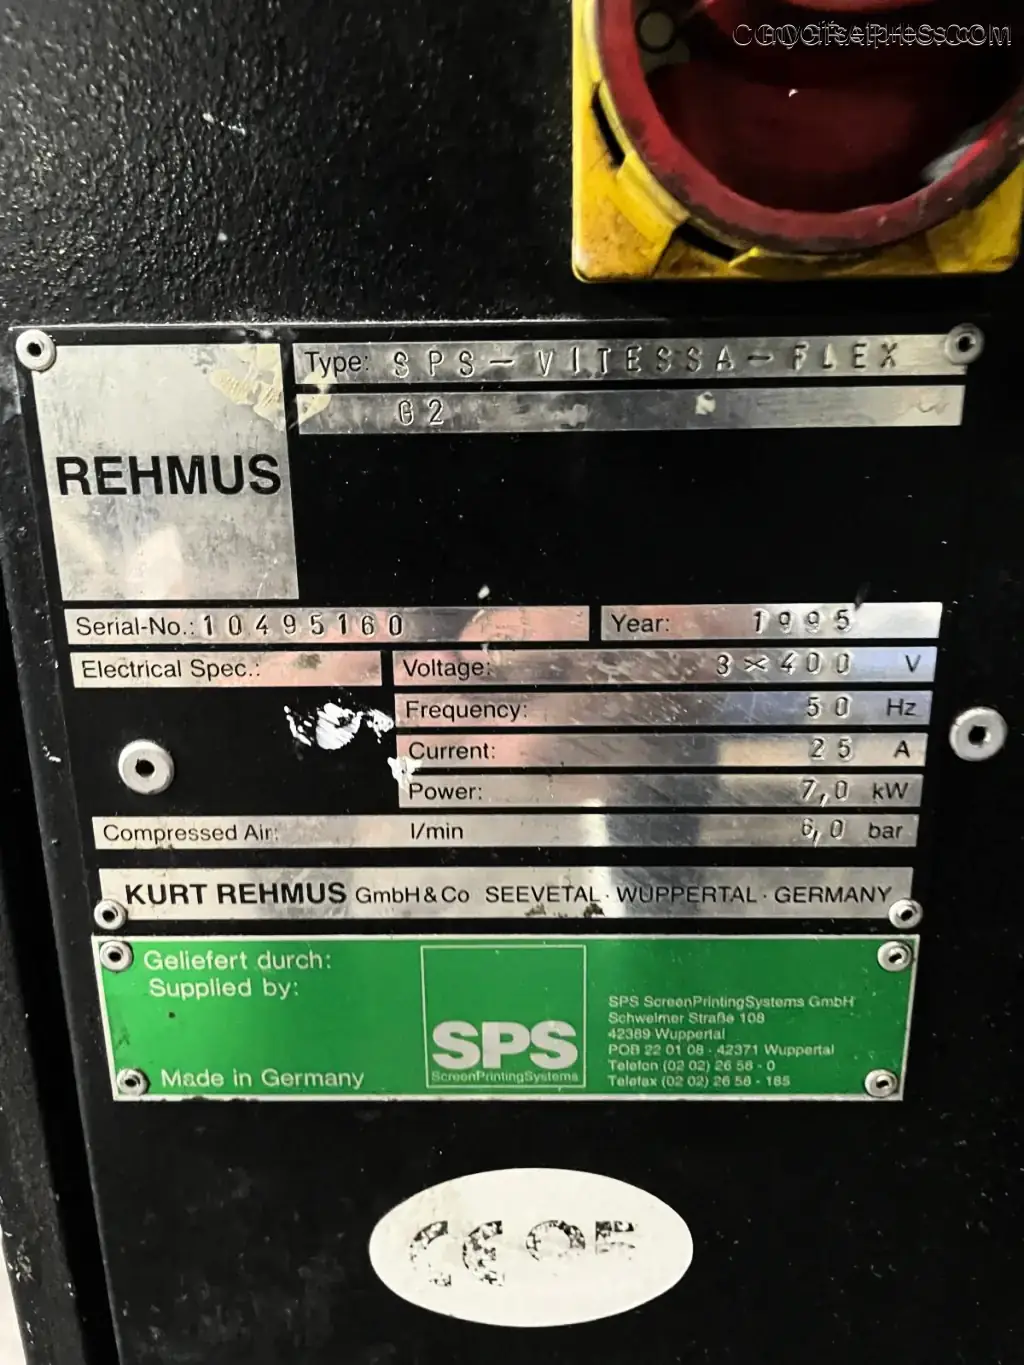 Type: SPS-VITESSA-FLEX
G2
REHMUS
Serial-No.: 10495160 Year: 1995
Electrical Spec.: Voltage: 3×400 V
Frequency: 50 Hz
Current: 25 A
Power: 7,0 kW
Compressed Air: l/min 6,0 bar
KURT REHMUS GmbH & Co SEEVETAL · WUPPERTAL · GERMANY
Geliefert durch:
Supplied by:
Made in Germany
SPS
ScreenPrintingSystems
SPS ScreenPrintingSystems GmbH
Schwelmer Straße 108
42389 Wuppertal
POB 22 01 08 · 42371 Wuppertal
Telefon (02 02) 26 58 - 0
Telefax (02 02) 26 58 - 185
CE 95